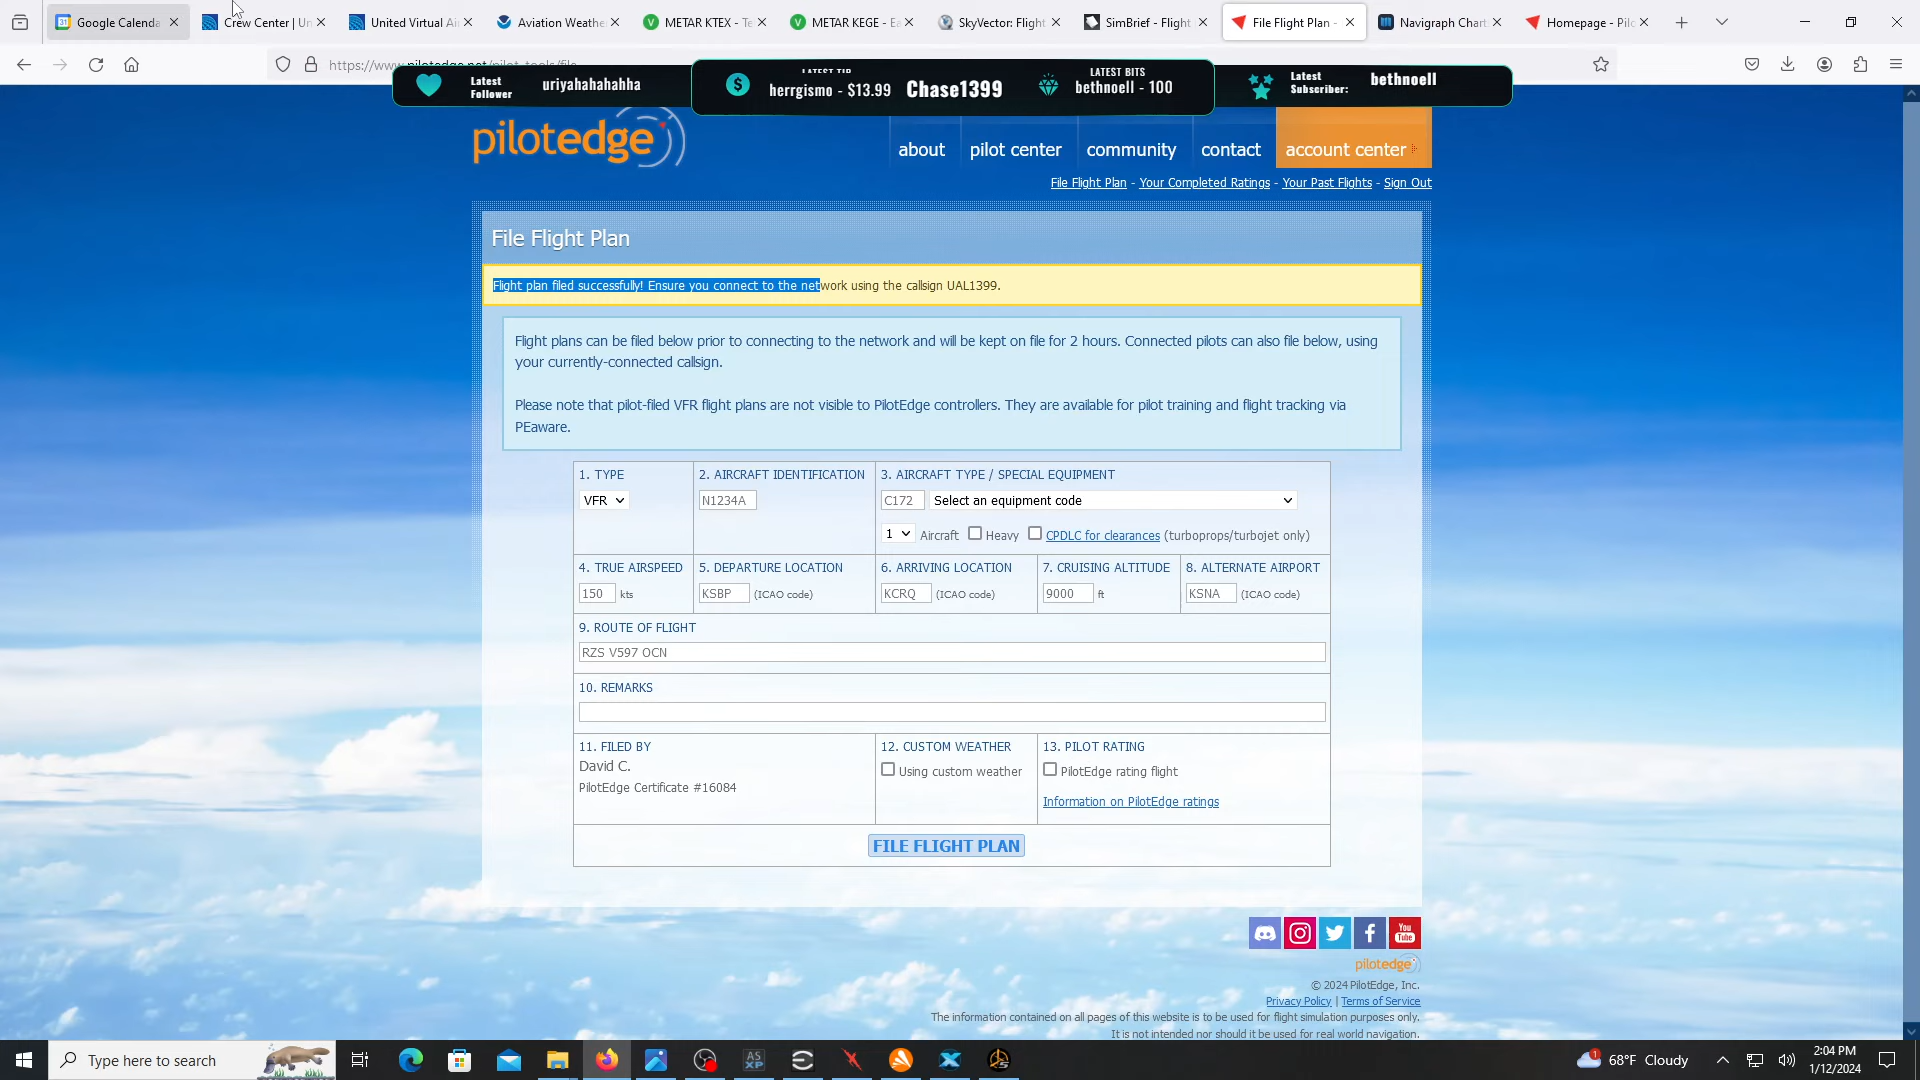 Google Calenda
Crew Center | Un
United Virtual Ai
Aviation Weathe
METAR KTEX - Te
METAR KEGE - Ea
SkyVector: Flight
SimBrief - Flight
File Flight Plan -
Navigraph Chart
Homepage - Pilo
https://www.pilotedge.net/pilot_tools/file
Latest
Follower
uriyahahahahha
LATEST TIP
herrgismo - $13.99
Chase1399
LATEST BITS
bethnoell - 100
Latest
Subscriber:
bethnoell
pilotedge
about
pilot center
community
contact
account center
File Flight Plan - Your Completed Ratings - Your Past Flights - Sign Out
File Flight Plan
Flight plan filed successfully! Ensure you connect to the network using the callsign UAL1399.
Flight plans can be filed below prior to connecting to the network and will be kept on file for 2 hours. Connected pilots can also file below, using
your currently-connected callsign.
Please note that pilot-filed VFR flight plans are not visible to PilotEdge controllers. They are available for pilot training and flight tracking via
PEaware.
1. TYPE
VFR
2. AIRCRAFT IDENTIFICATION
N1234A
3. AIRCRAFT TYPE / SPECIAL EQUIPMENT
C172 Select an equipment code
1 Aircraft Heavy CPDLC for clearances (turboprops/turbojet only)
4. TRUE AIRSPEED
150 kts
5. DEPARTURE LOCATION
KSBP (ICAO code)
6. ARRIVING LOCATION
KCRQ (ICAO code)
7. CRUISING ALTITUDE
9000 ft
8. ALTERNATE AIRPORT
KSNA (ICAO code)
9. ROUTE OF FLIGHT
RZS V597 OCN
10. REMARKS
11. FILED BY
David C.
PilotEdge Certificate #16084
12. CUSTOM WEATHER
Using custom weather
13. PILOT RATING
PilotEdge rating flight
Information on PilotEdge ratings
FILE FLIGHT PLAN
You
Tube
pilotedge
© 2024 PilotEdge, Inc.
Privacy Policy | Terms of Service
The information contained on all pages of this website is to be used for flight simulation purposes only.
It is not intended nor should it be used for real world navigation.
Type here to search
AS
XP
1
68°F Cloudy
2:04 PM
1/12/2024